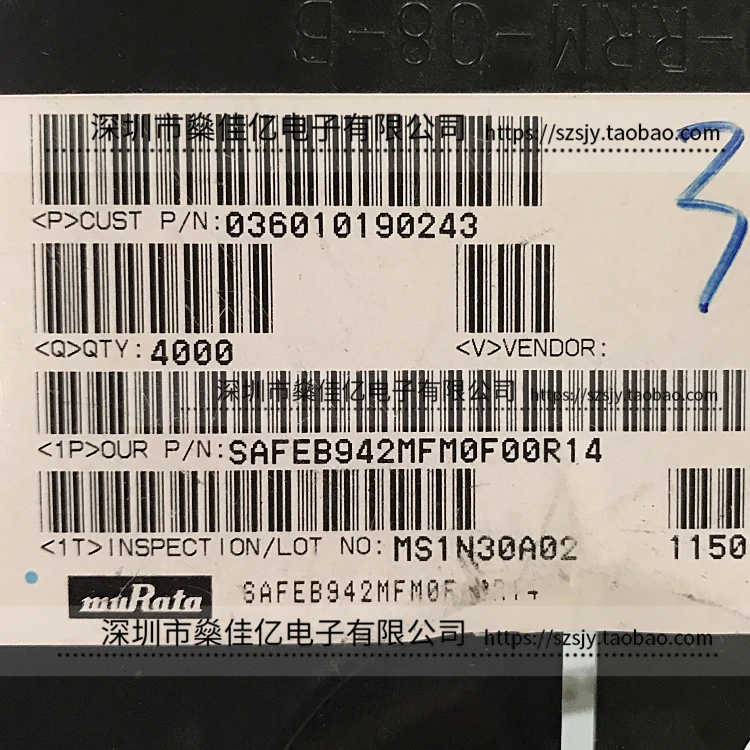 -RRM-08-B
深圳市燊佳亿电子有限公司 https://szsjy.taobao.com
3
<P>CUST P/N:036010190243
<Q>QTY:4000 <V>VENDOR:
深圳市燊佳亿电子有限公司 https://szsjy.taobao.com
<1P>OUR P/N:SAFEB942MFM0F00R14
<1T>INSPECTION/LOT NO:MS1N30A02 1150
muRata SAFEB942MFM0F
深圳市燊佳亿电子有限公司 https://szsjy.taobao.com